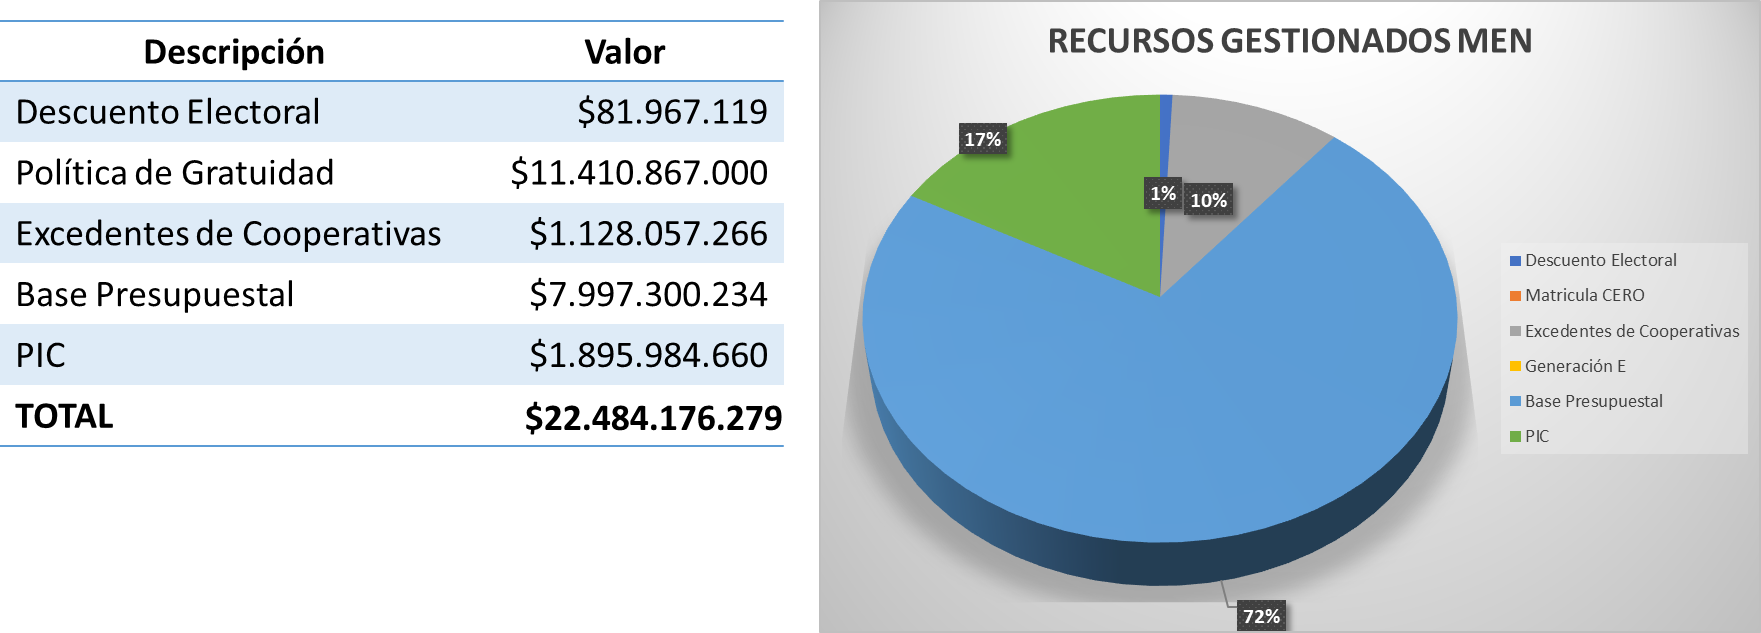 Descripción Valor
Descuento Electoral $81.967.119
Política de Gratuidad $11.410.867.000
Excedentes de Cooperativas $1.128.057.266
Base Presupuestal $7.997.300.234
PIC $1.895.984.660
TOTAL $22.484.176.279
RECURSOS GESTIONADOS MEN
17%
1%
10%
72%
Descuento Electoral
Matricula CERO
Excedentes de Cooperativas
Generación E
Base Presupuestal
PIC